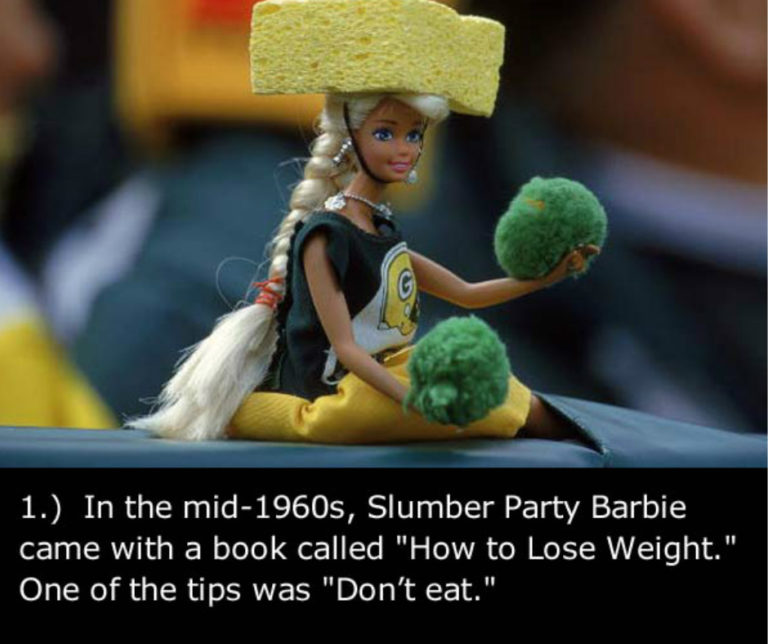 G
1.) In the mid-1960s, Slumber Party Barbie
came with a book called "How to Lose Weight."
One of the tips was "Don’t eat."